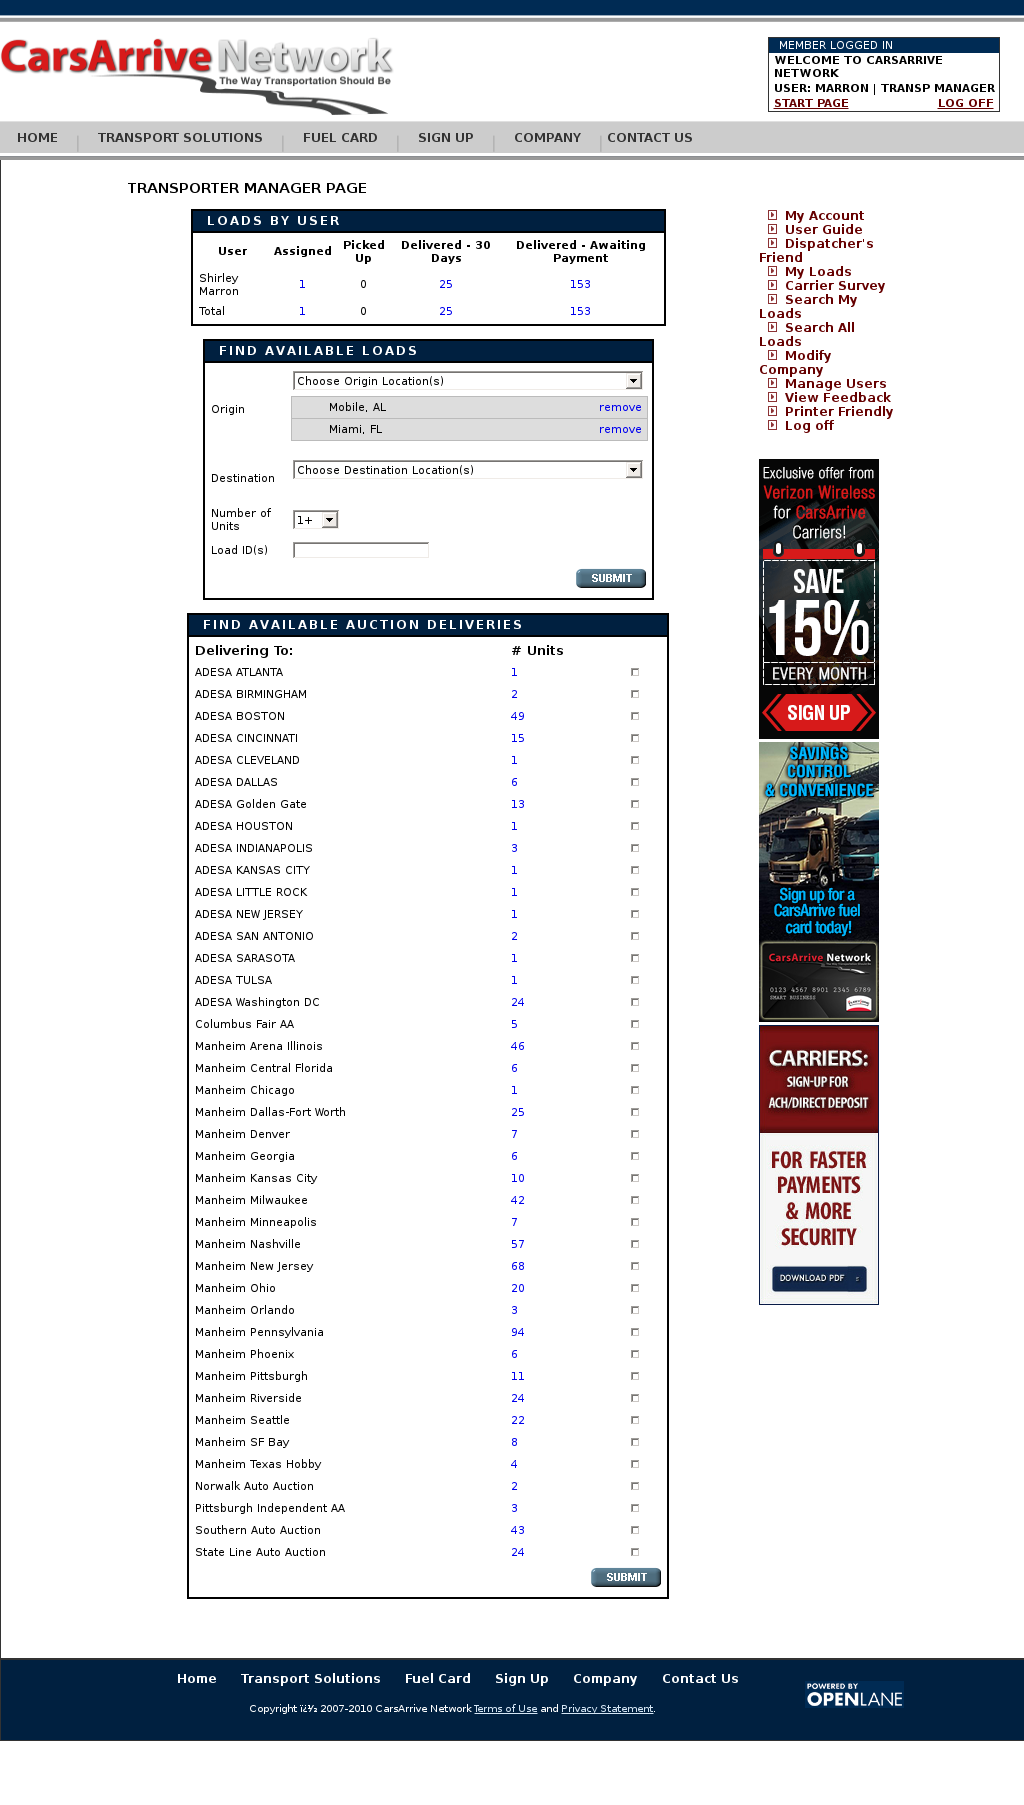 CarsArrive Network
The Way Transportation Should Be
MEMBER LOGGED IN
WELCOME TO CARSARRIVE
NETWORK
USER: MARRON | TRANSP MANAGER
START PAGE LOG OFF
HOME | TRANSPORT SOLUTIONS | FUEL CARD | SIGN UP | COMPANY | CONTACT US
TRANSPORTER MANAGER PAGE
LOADS BY USER
User Assigned Picked Up Delivered - 30 Days Delivered - Awaiting Payment
Shirley Marron 1 0 25 153
Total 1 0 25 153
FIND AVAILABLE LOADS
Choose Origin Location(s)
Origin
Mobile, AL remove
Miami, FL remove
Choose Destination Location(s)
Destination
Number of Units 1+
Load ID(s)
SUBMIT
FIND AVAILABLE AUCTION DELIVERIES
Delivering To: # Units
ADESA ATLANTA 1
ADESA BIRMINGHAM 2
ADESA BOSTON 49
ADESA CINCINNATI 15
ADESA CLEVELAND 1
ADESA DALLAS 6
ADESA Golden Gate 13
ADESA HOUSTON 1
ADESA INDIANAPOLIS 3
ADESA KANSAS CITY 1
ADESA LITTLE ROCK 1
ADESA NEW JERSEY 1
ADESA SAN ANTONIO 2
ADESA SARASOTA 1
ADESA TULSA 1
ADESA Washington DC 24
Columbus Fair AA 5
Manheim Arena Illinois 46
Manheim Central Florida 6
Manheim Chicago 1
Manheim Dallas-Fort Worth 25
Manheim Denver 7
Manheim Georgia 6
Manheim Kansas City 10
Manheim Milwaukee 42
Manheim Minneapolis 7
Manheim Nashville 57
Manheim New Jersey 68
Manheim Ohio 20
Manheim Orlando 3
Manheim Pennsylvania 94
Manheim Phoenix 6
Manheim Pittsburgh 11
Manheim Riverside 24
Manheim Seattle 22
Manheim SF Bay 8
Manheim Texas Hobby 4
Norwalk Auto Auction 2
Pittsburgh Independent AA 3
Southern Auto Auction 43
State Line Auto Auction 24
SUBMIT
My Account
User Guide
Dispatcher's
Friend
My Loads
Carrier Survey
Search My
Loads
Search All
Loads
Modify
Company
Manage Users
View Feedback
Printer Friendly
Log off
Exclusive offer from
Verizon Wireless
for CarsArrive
Carriers!
SAVE
15%
EVERY MONTH
SIGN UP
SAVINGS
CONTROL
& CONVENIENCE
Sign up for a
CarsArrive fuel
card today!
CarsArrive Network
0123 4567 8901 2345 6789
SMART BUSINESS
CARRIERS:
SIGN-UP FOR
ACH/DIRECT DEPOSIT
FOR FASTER
PAYMENTS
& MORE
SECURITY
DOWNLOAD PDF
Home Transport Solutions Fuel Card Sign Up Company Contact Us
Copyright ï¿½ 2007-2010 CarsArrive Network Terms of Use and Privacy Statement.
POWERED BY
OPENLANE